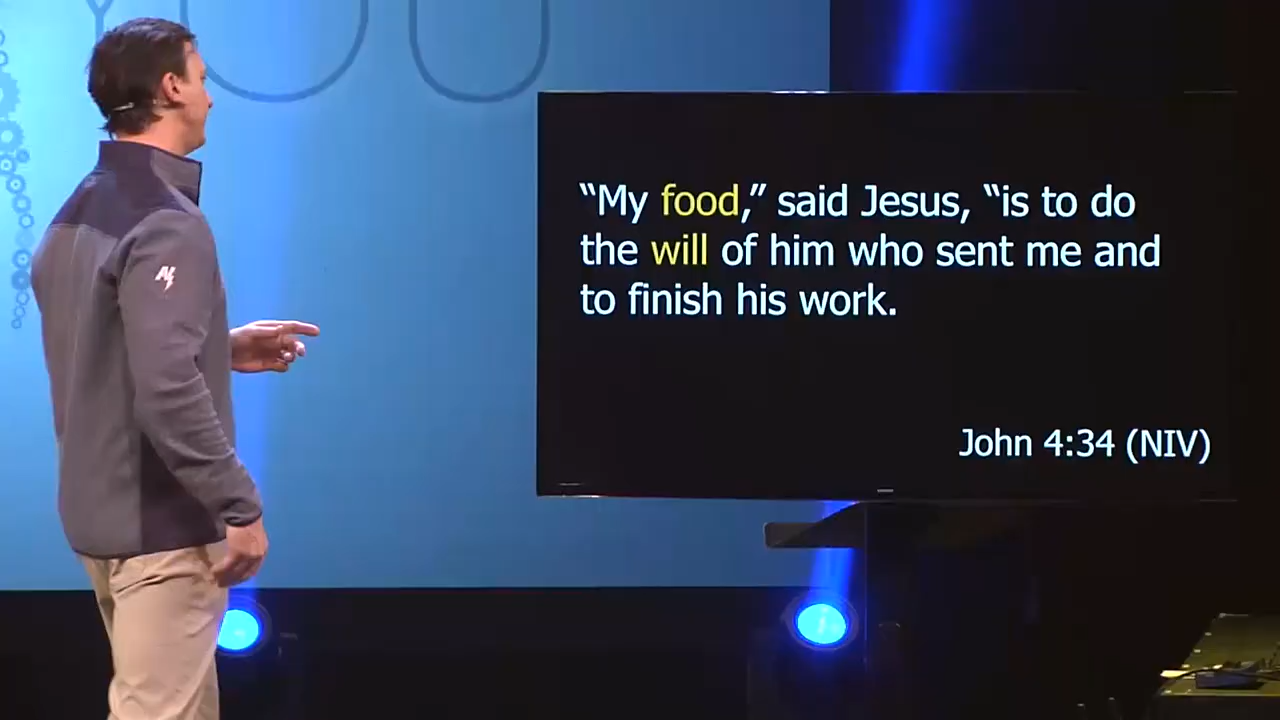 YOU
“My food,” said Jesus, “is to do
the will of him who sent me and
to finish his work.
John 4:34 (NIV)